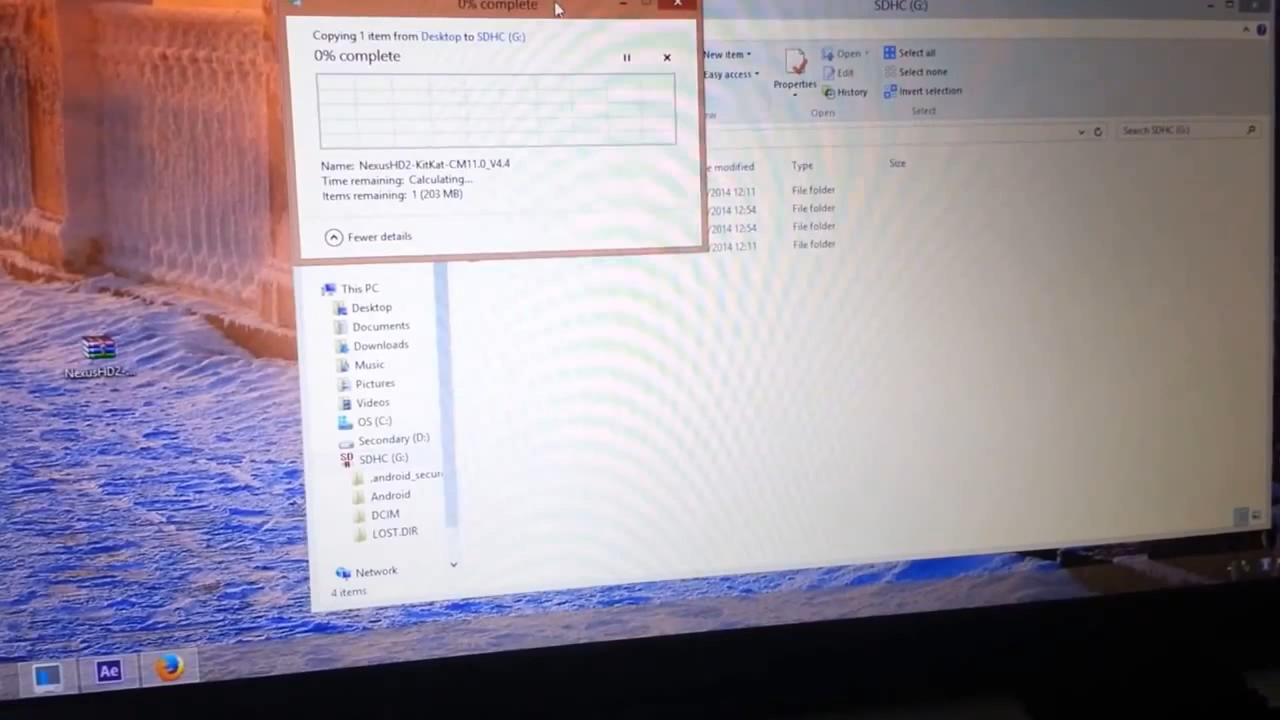 0% complete
SDHC (G:)
Copying 1 item from Desktop to SDHC (G:)
0% complete
Name: NexusHD2-KitKat-CM11.0_V4.4
Time remaining: Calculating...
Items remaining: 1 (203 MB)
Fewer details
New item
Easy access
Properties
Open
Edit
History
Open
Select all
Select none
Invert selection
Select
Search SDHC (G:)
modified
Type
Size
/2014 12:11 File folder
/2014 12:54 File folder
/2014 12:54 File folder
/2014 12:11 File folder
This PC
Desktop
Documents
Downloads
Music
Pictures
Videos
OS (C:)
Secondary (D:)
SDHC (G:)
.android_secur
Android
DCIM
LOST.DIR
Network
4 items
NexusHD2-...
Ae